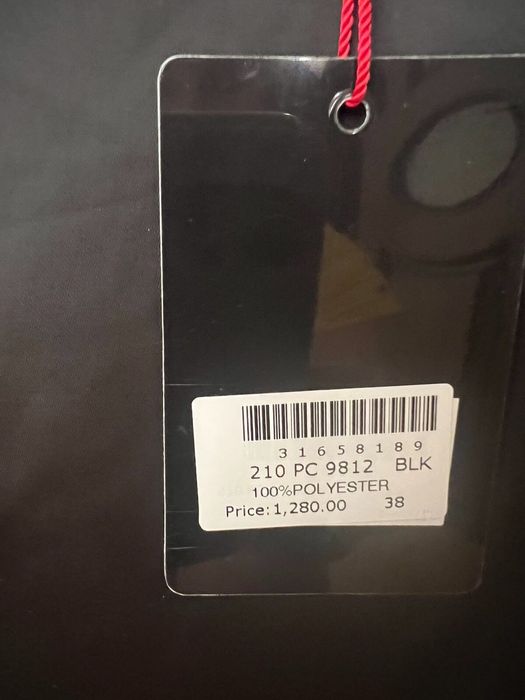 31658189
210 PC 9812 BLK
100%POLYESTER
Price: 1,280.00 38